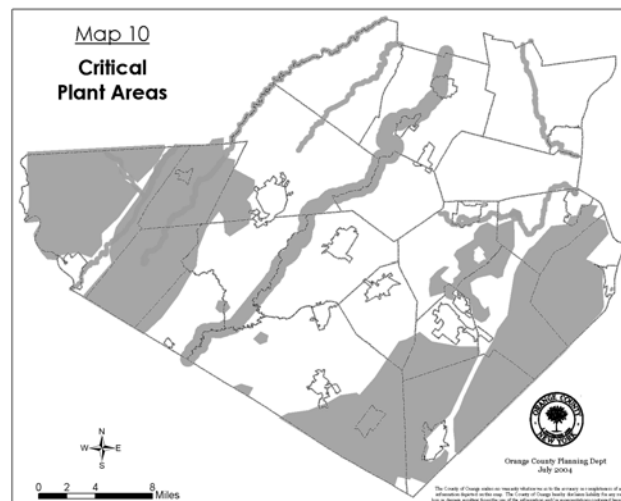 Map 10
Critical
Plant Areas
N
W E
S
0 2 4 8
Miles
ORANGE COUNTY
NEW YORK
Orange County Planning Dept
July 2004
The County of Orange makes no warranty whatsoever as to the accuracy or completeness of any
information depicted on this map. The County of Orange hereby disclaims liability for any